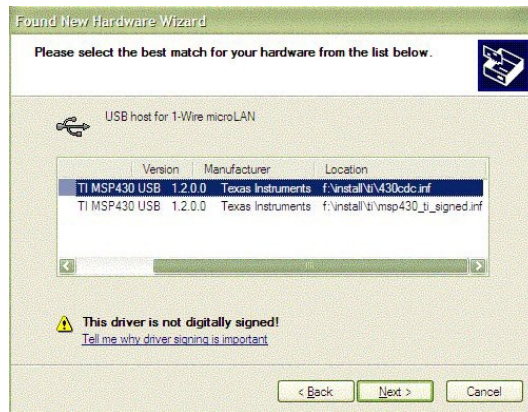 Found New Hardware Wizard
Please select the best match for your hardware from the list below.
USB host for 1-Wire microLAN
Version Manufacturer Location
TI MSP430 USB 1.2.0.0 Texas Instruments f:\install\ti\430cdc.inf
TI MSP430 USB 1.2.0.0 Texas Instruments f:\install\ti\msp430_ti_signed.inf
This driver is not digitally signed!
Tell me why driver signing is important
< Back Next > Cancel